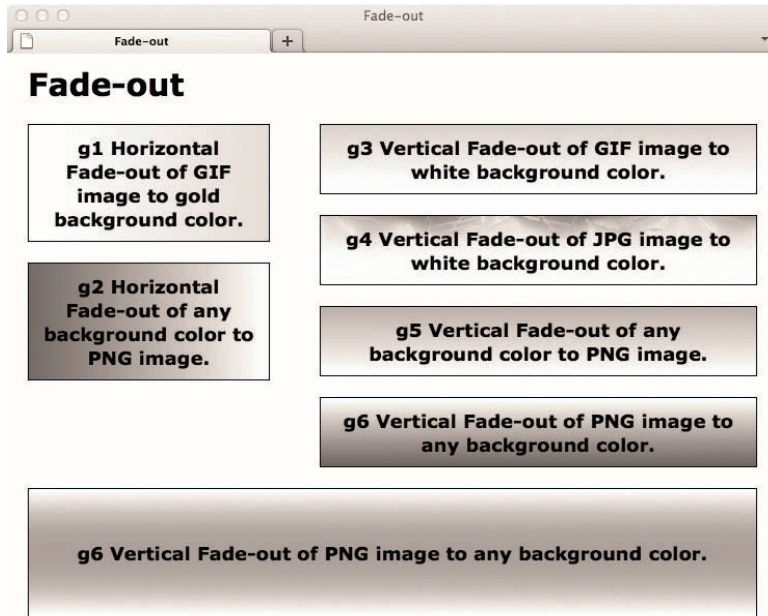 Fade-out
Fade-out
Fade-out
g1 Horizontal
Fade-out of GIF
image to gold
background color.
g2 Horizontal
Fade-out of any
background color to
PNG image.
g3 Vertical Fade-out of GIF image to
white background color.
g4 Vertical Fade-out of JPG image to
white background color.
g5 Vertical Fade-out of any
background color to PNG image.
g6 Vertical Fade-out of PNG image to
any background color.
g6 Vertical Fade-out of PNG image to any background color.